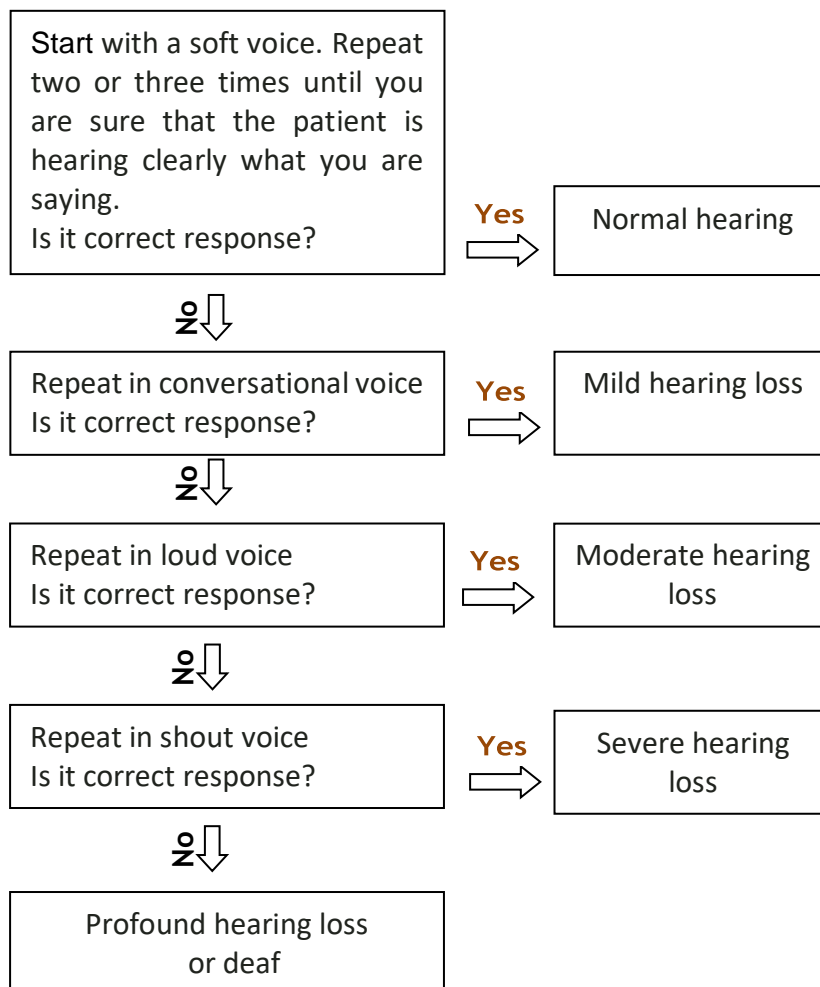 Start with a soft voice. Repeat
two or three times until you
are sure that the patient is
hearing clearly what you are
saying.
Is it correct response?
Yes
Normal hearing
No
Repeat in conversational voice
Is it correct response?
Yes
Mild hearing loss
No
Repeat in loud voice
Is it correct response?
Yes
Moderate hearing
loss
No
Repeat in shout voice
Is it correct response?
Yes
Severe hearing
loss
No
Profound hearing loss
or deaf